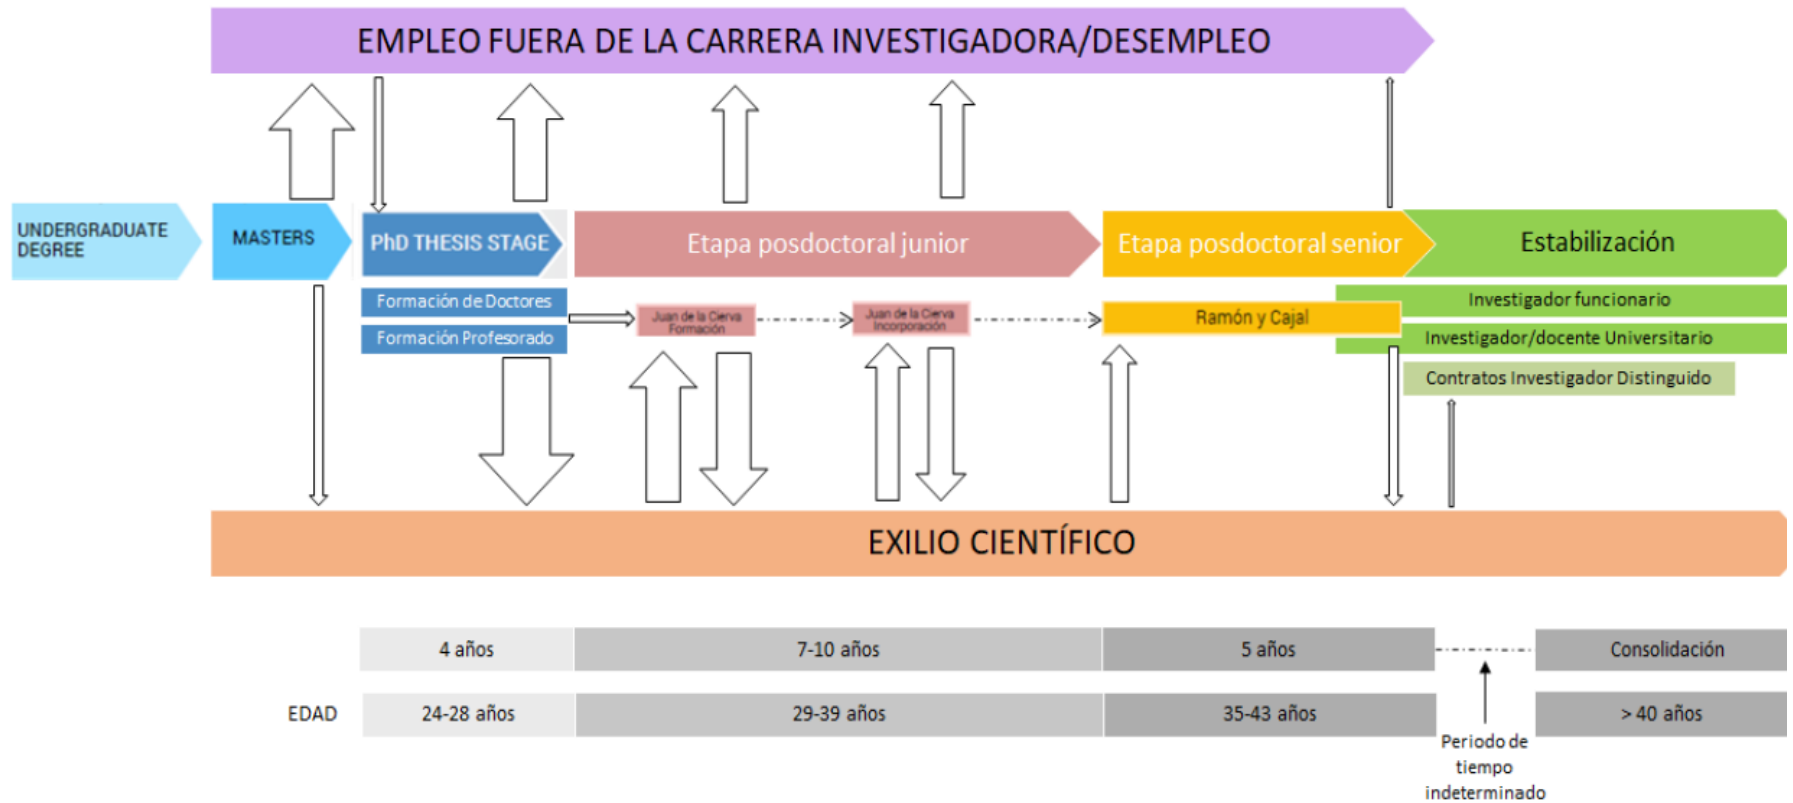 EMPLEO FUERA DE LA CARRERA INVESTIGADORA/DESEMPLEO
UNDERGRADUATE
DEGREE
MASTERS
PhD THESIS STAGE
Etapa posdoctoral junior
Etapa posdoctoral senior
Estabilización
Formación de Doctores
Formación Profesorado
Juan de la Cierva
Formación
Juan de la Cierva
Incorporación
Ramón y Cajal
Investigador funcionario
Investigador/docente Universitario
Contratos Investigador Distinguido
EXILIO CIENTÍFICO
4 años
7-10 años
5 años
Consolidación
EDAD
24-28 años
29-39 años
35-43 años
> 40 años
Periodo de
tiempo
indeterminado